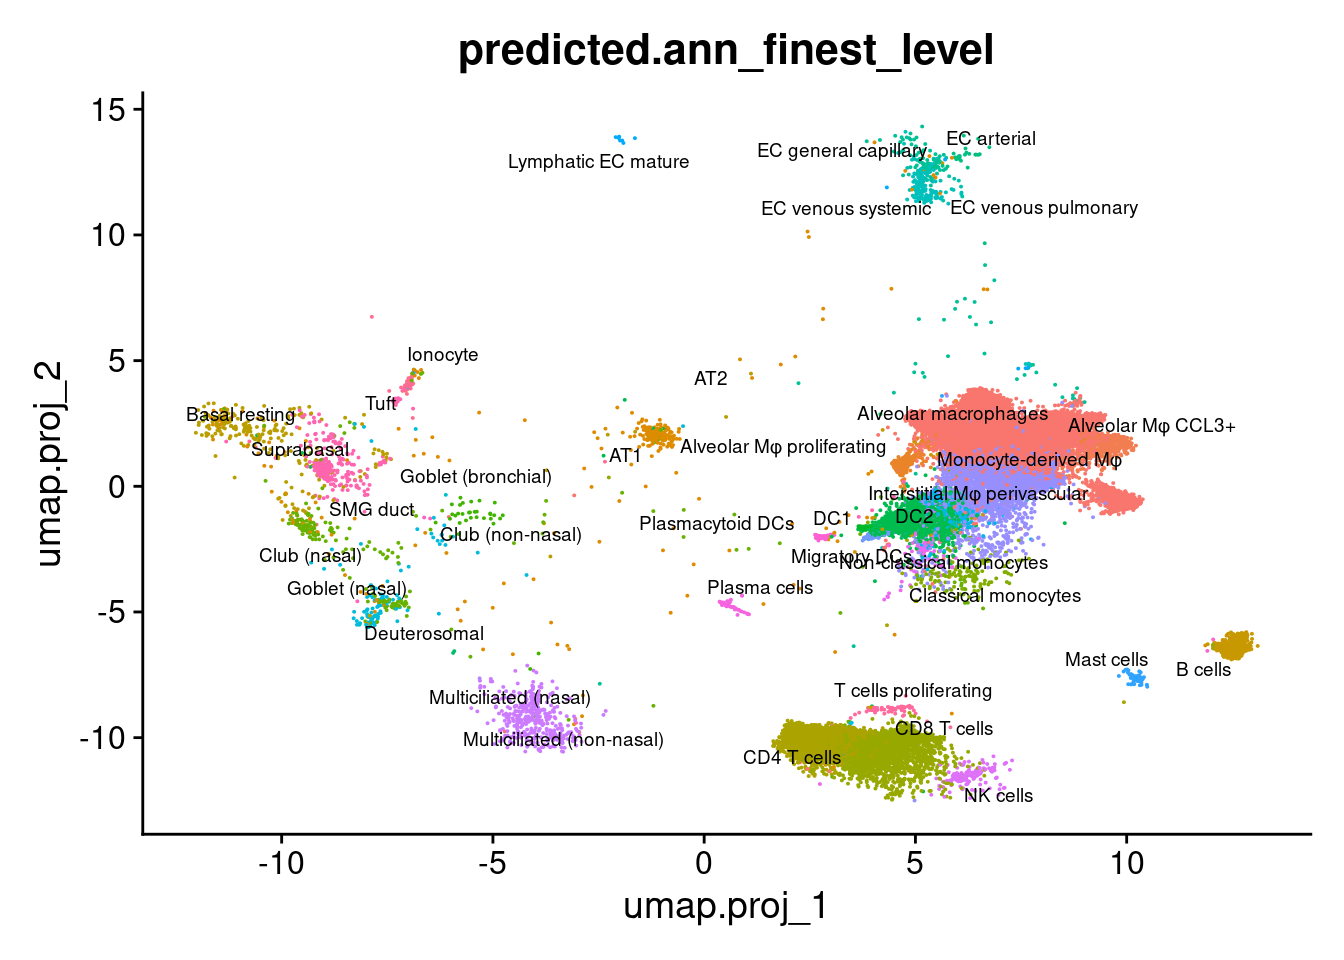 predicted.ann_finest_level
15
10
5
0
-5
-10
umap.proj_2
EC arterial
EC general capillary
Lymphatic EC mature
EC venous systemic
EC venous pulmonary
Ionocyte
AT2
Tuft
Basal resting
Alveolar macrophages
Alveolar Mφ CCL3+
Suprabasal
Alveolar Mφ proliferating
AT1
Monocyte-derived Mφ
Goblet (bronchial)
Interstitial Mφ perivascular
SMG duct
Plasmacytoid DCs
DC1
DC2
Club (non-nasal)
Club (nasal)
Migratory DCs
Non-classical monocytes
Goblet (nasal)
Plasma cells
Classical monocytes
Deuterosomal
Mast cells
B cells
T cells proliferating
Multiciliated (nasal)
CD8 T cells
Multiciliated (non-nasal)
CD4 T cells
NK cells
-10
-5
0
5
10
umap.proj_1